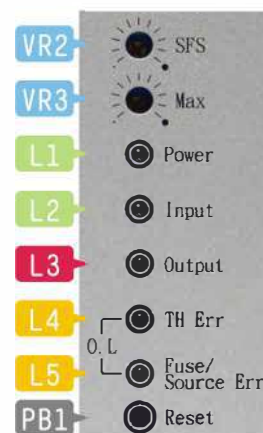 VR2 SFS
VR3 Max
L1 Power
L2 Input
L3 Output
L4 TH Err
O.L
L5 Fuse/
Source Err
PB1 Reset